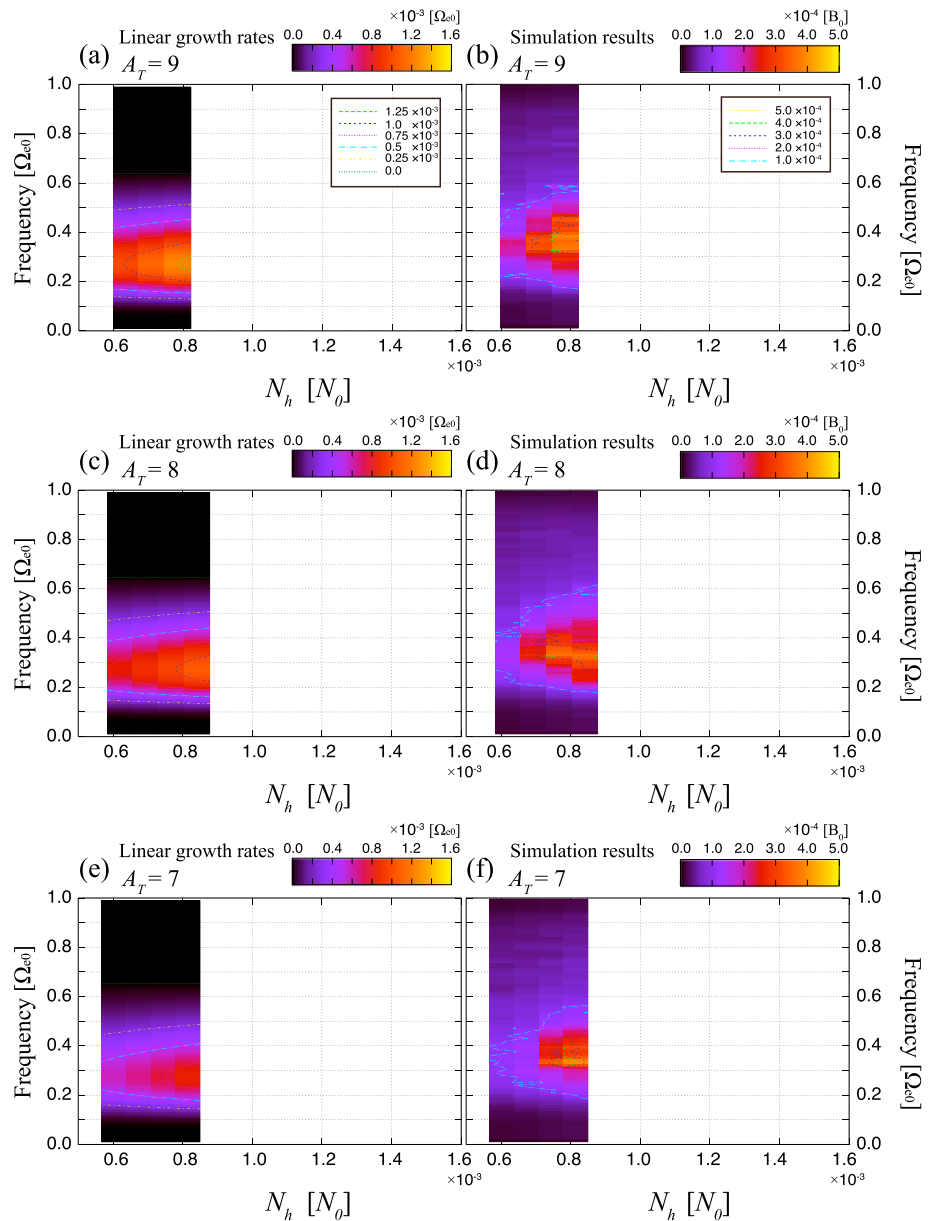 ×10⁻³ [Ωe0]
×10⁻⁴ [B₀]
(a) Linear growth rates 0.0 0.4 0.8 1.2 1.6
(b) Simulation results 0.0 1.0 2.0 3.0 4.0 5.0
A_T = 9
A_T = 9
1.0
0.8
0.6
0.4
0.2
0.0
Frequency [Ωe0]
1.25 ×10⁻³
1.0 ×10⁻³
0.75 ×10⁻³
0.5 ×10⁻³
0.25 ×10⁻³
0.0
5.0 ×10⁻⁴
4.0 ×10⁻⁴
3.0 ×10⁻⁴
2.0 ×10⁻⁴
1.0 ×10⁻⁴
1.0
0.8
0.6
0.4
0.2
0.0
Frequency [Ωe0]
0.6 0.8 1.0 1.2 1.4 1.6
×10⁻³
N_h [N_0]
0.6 0.8 1.0 1.2 1.4 1.6
×10⁻³
N_h [N_0]
×10⁻³ [Ωe0]
×10⁻⁴ [B₀]
(c) Linear growth rates 0.0 0.4 0.8 1.2 1.6
(d) Simulation results 0.0 1.0 2.0 3.0 4.0 5.0
A_T = 8
A_T = 8
1.0
0.8
0.6
0.4
0.2
0.0
Frequency [Ωe0]
1.0
0.8
0.6
0.4
0.2
0.0
Frequency [Ωe0]
0.6 0.8 1.0 1.2 1.4 1.6
×10⁻³
N_h [N_0]
0.6 0.8 1.0 1.2 1.4 1.6
×10⁻³
N_h [N_0]
×10⁻³ [Ωe0]
×10⁻⁴ [B₀]
(e) Linear growth rates 0.0 0.4 0.8 1.2 1.6
(f) Simulation results 0.0 1.0 2.0 3.0 4.0 5.0
A_T = 7
A_T = 7
1.0
0.8
0.6
0.4
0.2
0.0
Frequency [Ωe0]
1.0
0.8
0.6
0.4
0.2
0.0
Frequency [Ωe0]
0.6 0.8 1.0 1.2 1.4 1.6
×10⁻³
N_h [N_0]
0.6 0.8 1.0 1.2 1.4 1.6
×10⁻³
N_h [N_0]